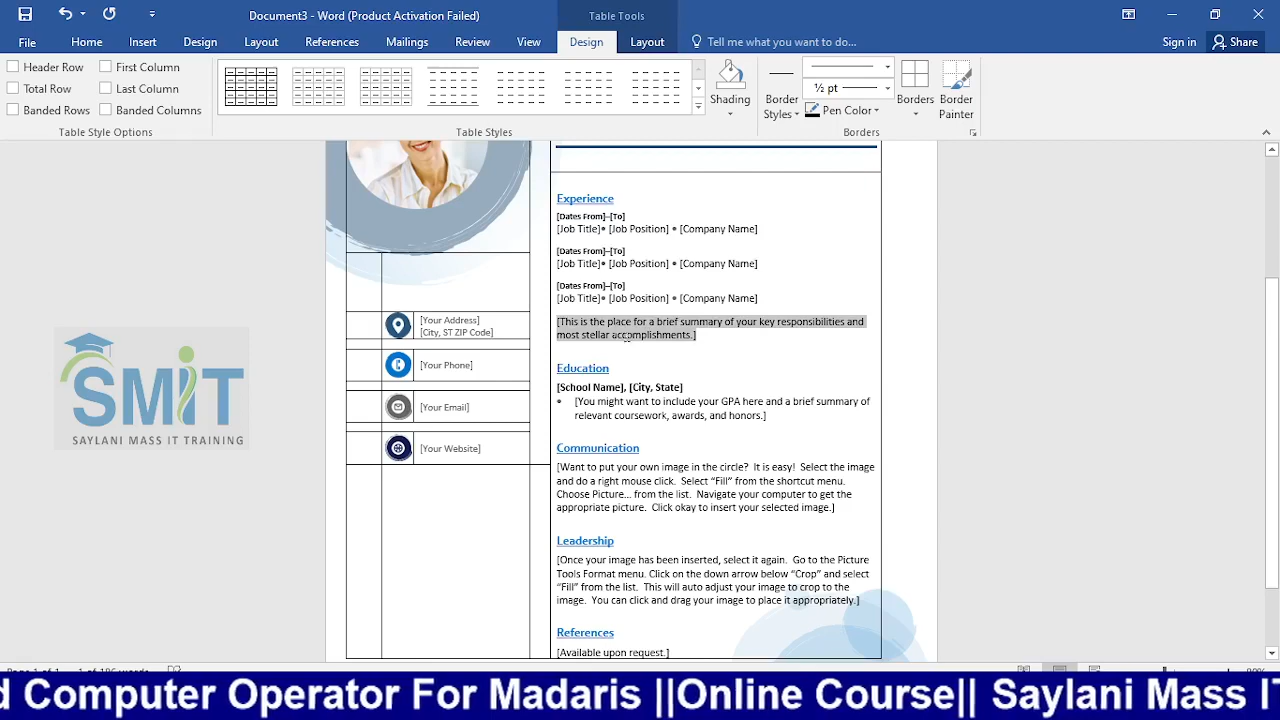 Document3 - Word (Product Activation Failed)
Table Tools
File
Home
Insert
Design
Layout
References
Mailings
Review
View
Design
Layout
Tell me what you want to do...
Sign in
Share
Header Row
First Column
Total Row
Last Column
Banded Rows
Banded Columns
Table Style Options
Table Styles
Shading
Border Styles
½ pt
Pen Color
Borders
Border Painter
Borders
Experience
[Dates From]–[To]
[Job Title]• [Job Position] • [Company Name]
[Dates From]–[To]
[Job Title]• [Job Position] • [Company Name]
[Dates From]–[To]
[Job Title]• [Job Position] • [Company Name]
[This is the place for a brief summary of your key responsibilities and
most stellar accomplishments.]
[Your Address]
[City, ST ZIP Code]
[Your Phone]
[Your Email]
[Your Website]
SMiT
SAYLANI MASS IT TRAINING
Education
[School Name], [City, State]
• [You might want to include your GPA here and a brief summary of
relevant coursework, awards, and honors.]
Communication
[Want to put your own image in the circle? It is easy! Select the image
and do a right mouse click. Select “Fill” from the shortcut menu.
Choose Picture… from the list. Navigate your computer to get the
appropriate picture. Click okay to insert your selected image.]
Leadership
[Once your image has been inserted, select it again. Go to the Picture
Tools Format menu. Click on the down arrow below “Crop” and select
“Fill” from the list. This will auto adjust your image to crop to the
image. You can click and drag your image to place it appropriately.]
References
[Available upon request.]
d Computer Operator For Madaris ||Online Course|| Saylani Mass I